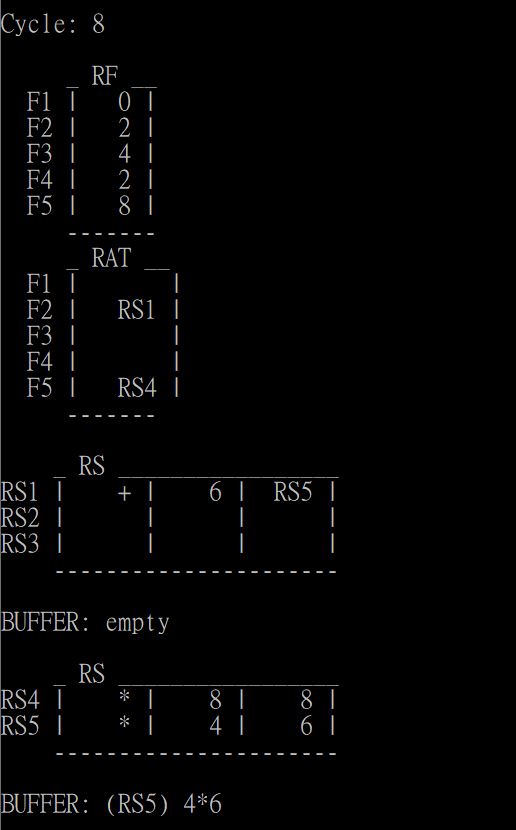 Cycle: 8
_ RF __
F1 |   0 |
F2 |   2 |
F3 |   4 |
F4 |   2 |
F5 |   8 |
-------
_ RAT __
F1 |       |
F2 |   RS1 |
F3 |       |
F4 |       |
F5 |   RS4 |
-------
_ RS _________________
RS1 |    + |    6 |  RS5 |
RS2 |      |      |      |
RS3 |      |      |      |
----------------------
BUFFER: empty
_ RS _________________
RS4 |    * |    8 |    8 |
RS5 |    * |    4 |    6 |
----------------------
BUFFER: (RS5) 4*6